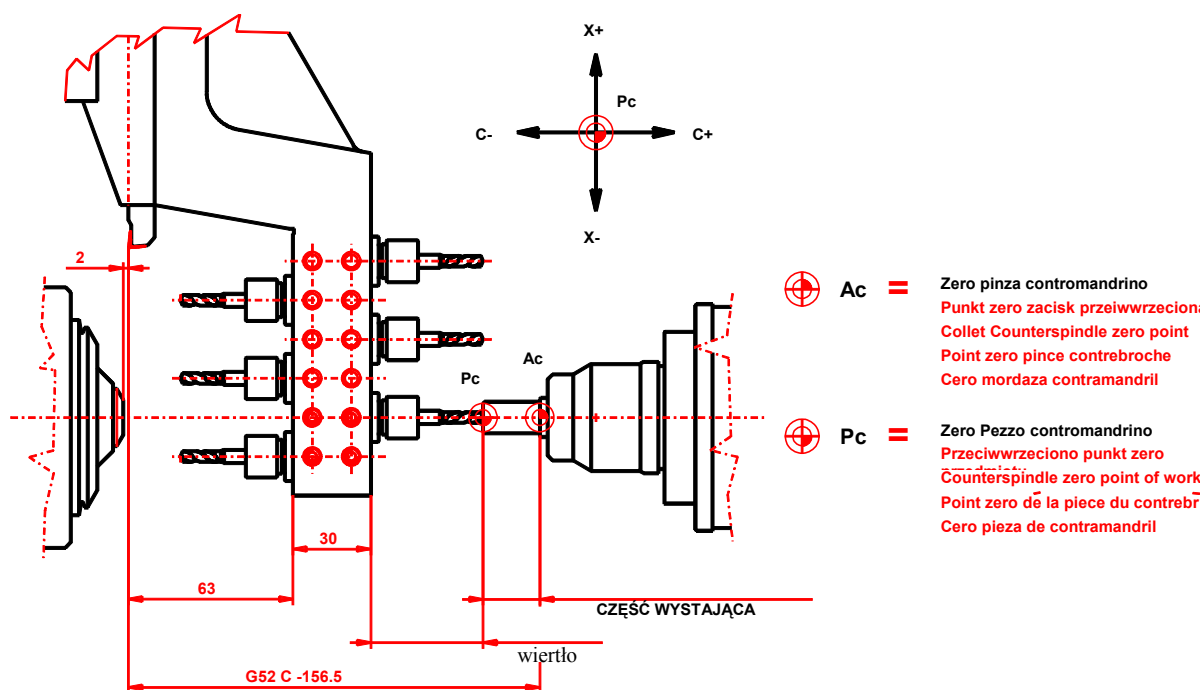 X+
Pc
C-
C+
X-
2
Ac
=
Zero pinza contromandrino
Punkt zero zacisk przeiwwrzeciona
Collet Counterspindle zero point
Point zero pince contrebroche
Cero mordaza contramandril
Ac
Pc
Pc
=
Zero Pezzo contromandrino
Przeciwwrzeciono punkt zero
Counterspindle zero point of work
Point zero de la piece du contrebr
Cero pieza de contramandril
30
63
CZĘŚĆ WYSTAJĄCA
wiertło
G52 C -156.5